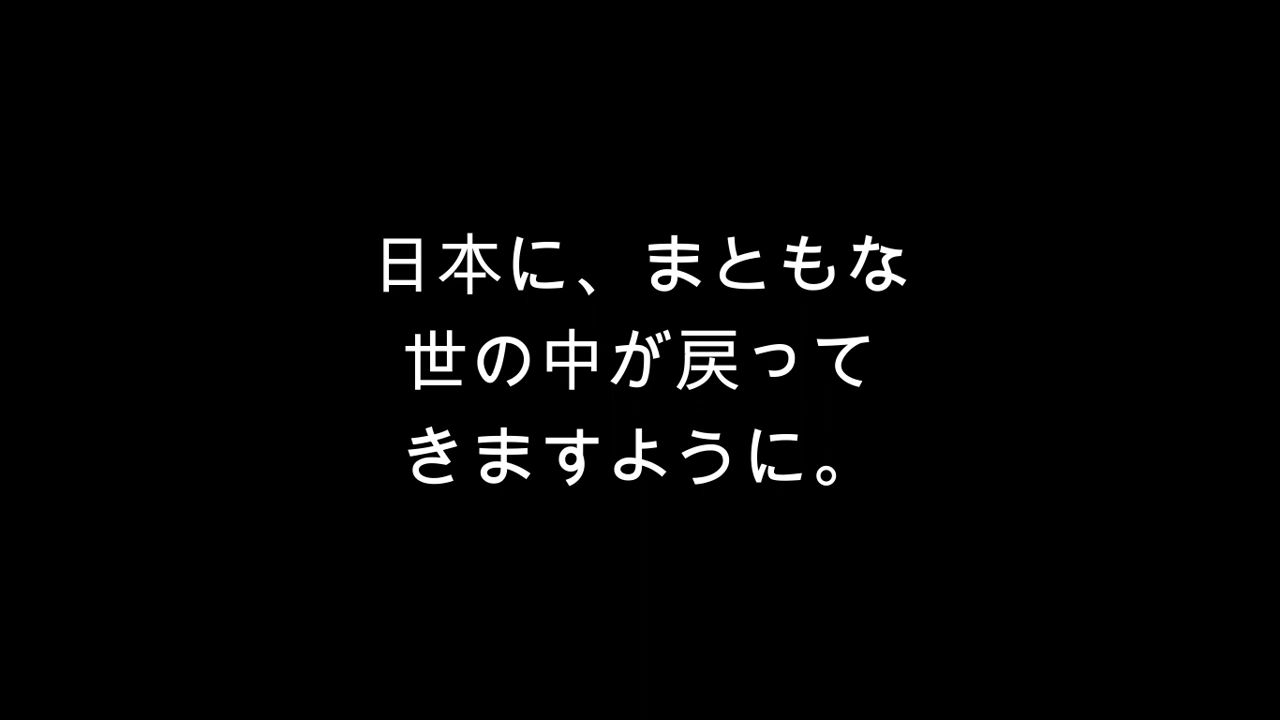 日本に、まともな
世の中が戻って
きますように。